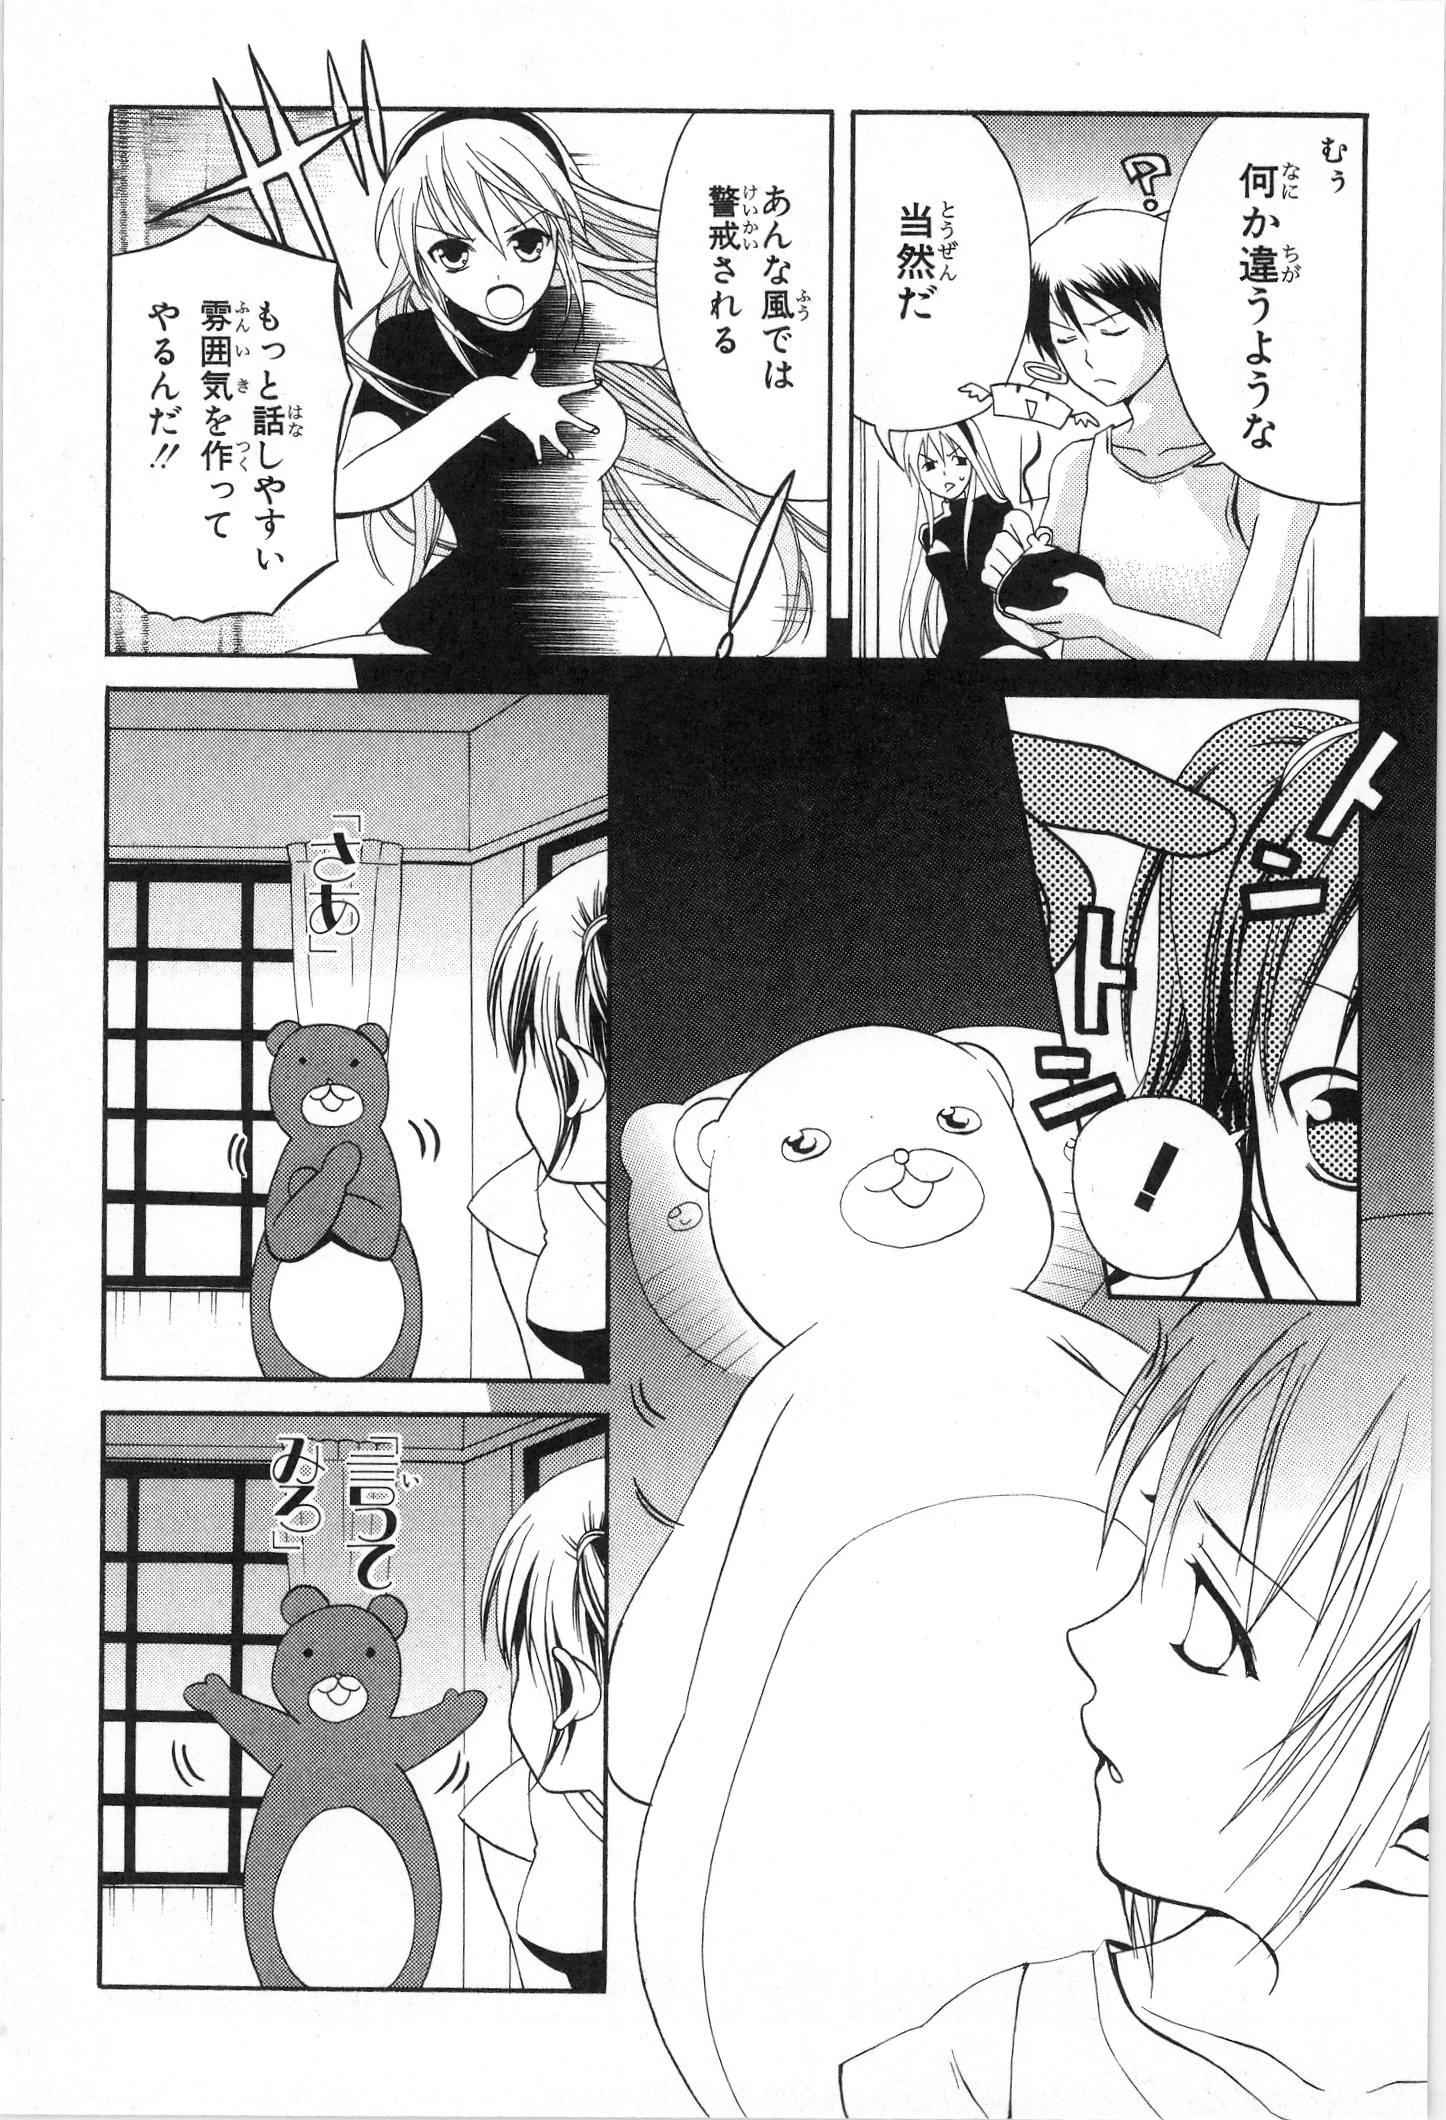 むぅ
何か違うような
当然だ
？
あんな風では
警戒される
もっと話しやすい
雰囲気を作って
やるんだ!!
トントン
！
「さあ」
「言って
みろ」